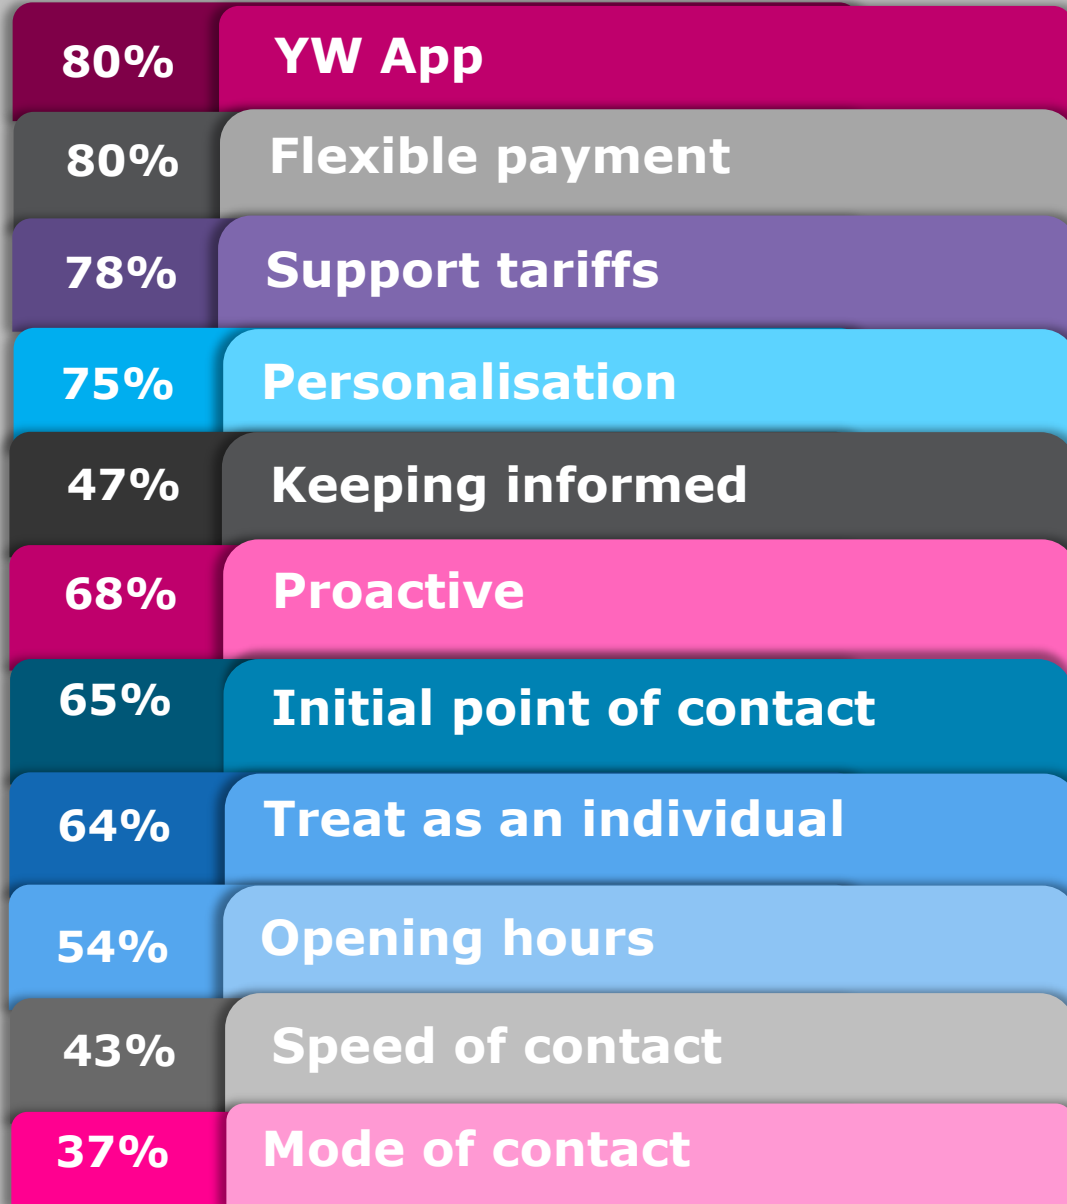 80% YW App
80% Flexible payment
78% Support tariffs
75% Personalisation
47% Keeping informed
68% Proactive
65% Initial point of contact
64% Treat as an individual
54% Opening hours
43% Speed of contact
37% Mode of contact